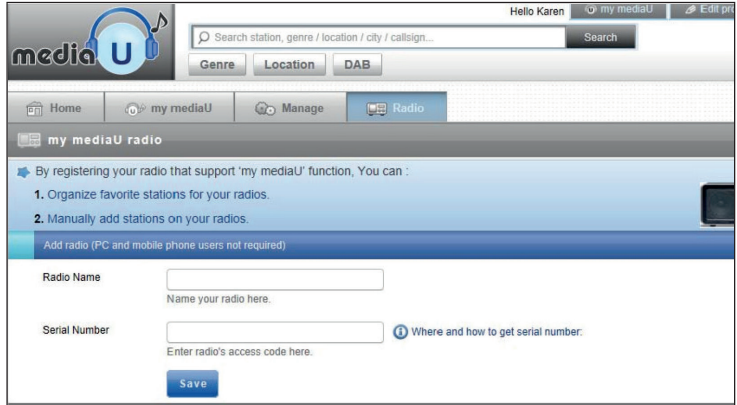 Hello Karen my mediaU Edit pro
media U
Search station, genre / location / city / callsign...
Search
Genre Location DAB
Home my mediaU Manage Radio
my mediaU radio
By registering your radio that support 'my mediaU' function, You can :
1. Organize favorite stations for your radios.
2. Manually add stations on your radios.
Add radio (PC and mobile phone users not required)
Radio Name
Name your radio here.
Serial Number
Where and how to get serial number:
Enter radio's access code here.
Save